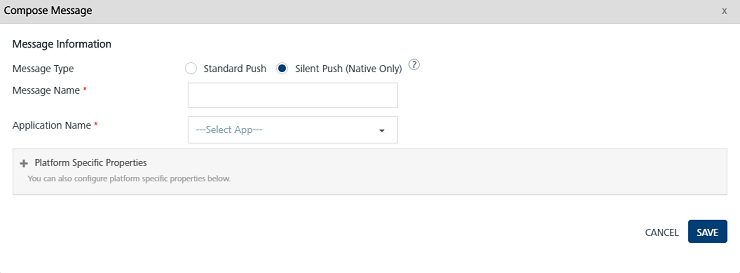 Compose Message x
Message Information
Message Type Standard Push Silent Push (Native Only) ?
Message Name *
Application Name * ---Select App---
+ Platform Specific Properties
You can also configure platform specific properties below.
CANCEL SAVE